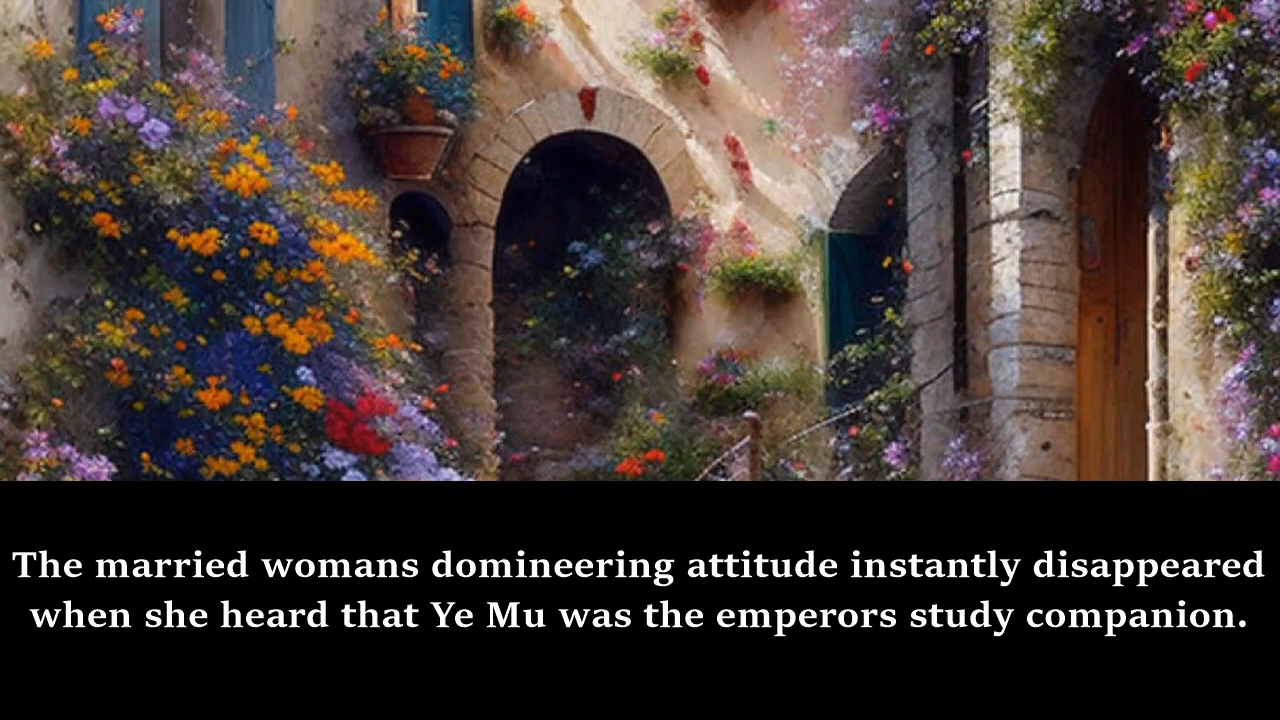 The married womans domineering attitude instantly disappeared
when she heard that Ye Mu was the emperors study companion.